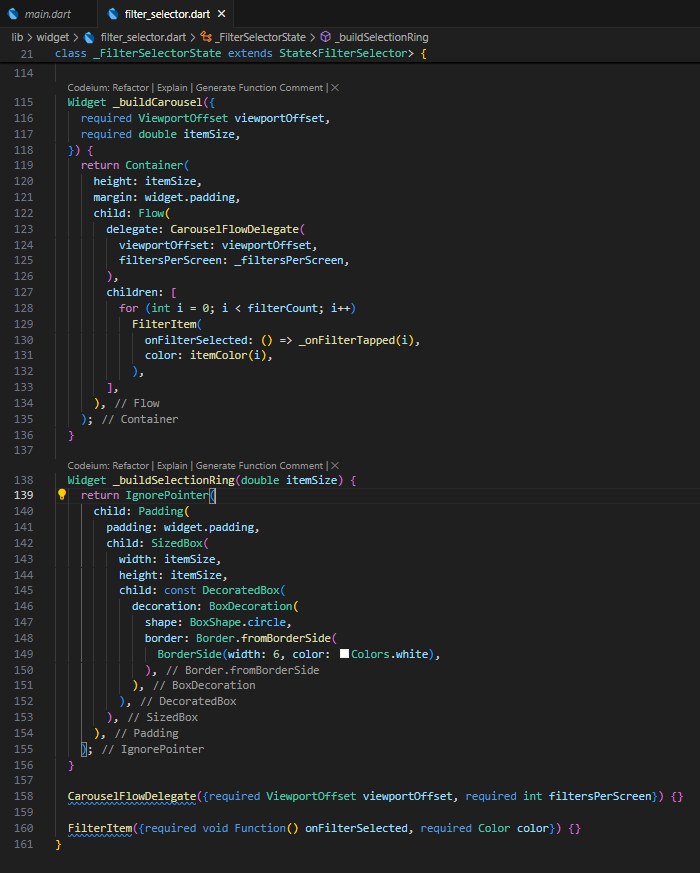 main.dart
filter_selector.dart ×
lib > widget > filter_selector.dart > _FilterSelectorState > _buildSelectionRing
21 class _FilterSelectorState extends State<FilterSelector> {
114
Codeium: Refactor | Explain | Generate Function Comment | ×
115 Widget _buildCarousel({
116 required ViewportOffset viewportOffset,
117 required double itemSize,
118 }) {
119 return Container(
120 height: itemSize,
121 margin: widget.padding,
122 child: Flow(
123 delegate: CarouselFlowDelegate(
124 viewportOffset: viewportOffset,
125 filtersPerScreen: _filtersPerScreen,
126 ),
127 children: [
128 for (int i = 0; i < filterCount; i++)
129 FilterItem(
130 onFilterSelected: () => _onFilterTapped(i),
131 color: itemColor(i),
132 ),
133 ],
134 ), // Flow
135 ); // Container
136 }
137
Codeium: Refactor | Explain | Generate Function Comment | ×
138 Widget _buildSelectionRing(double itemSize) {
139 return IgnorePointer(
140 child: Padding(
141 padding: widget.padding,
142 child: SizedBox(
143 width: itemSize,
144 height: itemSize,
145 child: const DecoratedBox(
146 decoration: BoxDecoration(
147 shape: BoxShape.circle,
148 border: Border.fromBorderSide(
149 BorderSide(width: 6, color: Colors.white),
150 ), // Border.fromBorderSide
151 ), // BoxDecoration
152 ), // DecoratedBox
153 ), // SizedBox
154 ), // Padding
155 ); // IgnorePointer
156 }
157
158 CarouselFlowDelegate({required ViewportOffset viewportOffset, required int filtersPerScreen}) {}
159
160 FilterItem({required void Function() onFilterSelected, required Color color}) {}
161 }